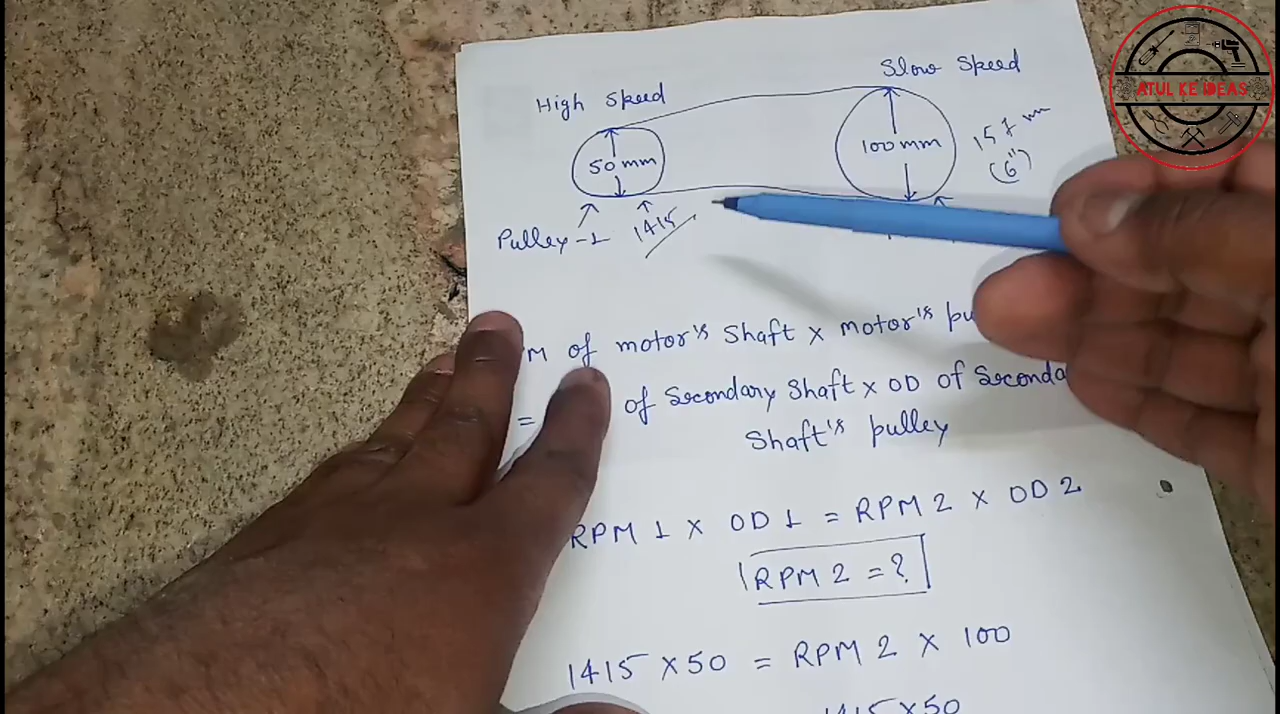 ATUL KE IDEAS
Slow Speed
High Speed
50 mm
100 mm
157 mm
(6")
Pulley-1
1415
of motor's Shaft x motor's
= of Secondary Shaft x OD of
Shaft's pulley
RPM 1 x OD 1 = RPM 2 x OD 2
RPM 2 = ?
1415 x 50 = RPM 2 x 100
1415 x 50